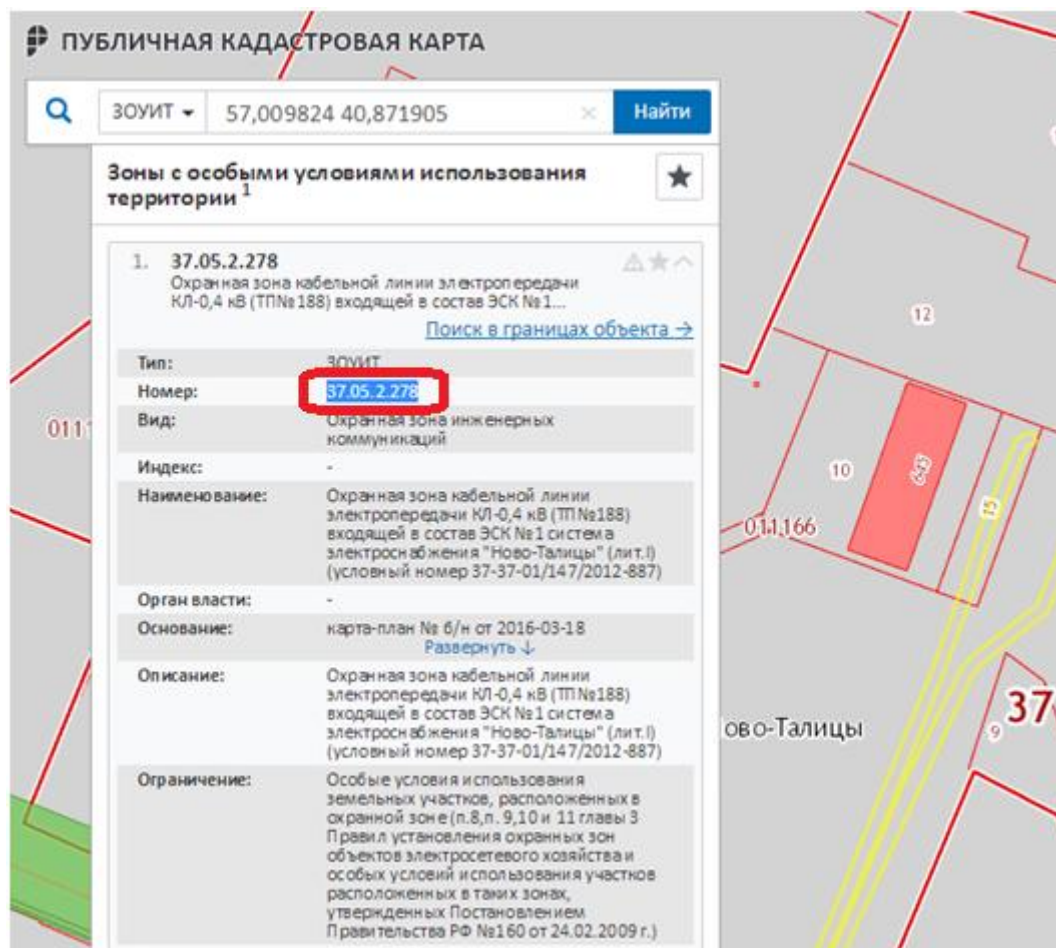 ПУБЛИЧНАЯ КАДАСТРОВАЯ КАРТА
ЗОУИТ 57,009824 40,871905 × Найти
Зоны с особыми условиями использования
территории 1
1. 37.05.2.278
Охранная зона кабельной линии электропередачи
КЛ-0,4 кВ (ТП№188) входящей в состав ЭСК №1...
Поиск в границах объекта →
Тип: ЗОУИТ
Номер: 37.05.2.278
Вид: Охранная зона инженерных
коммуникаций
Индекс: -
Наименование: Охранная зона кабельной линии
электропередачи КЛ-0,4 кВ (ТП№188)
входящей в состав ЭСК №1 система
электроснабжения "Ново-Талицы" (лит.I)
(условный номер 37-37-01/147/2012-887)
Орган власти: -
Основание: карта-план № б/н от 2016-03-18
Развернуть ↓
Описание: Охранная зона кабельной линии
электропередачи КЛ-0,4 кВ (ТП№188)
входящей в состав ЭСК №1 система
электроснабжения "Ново-Талицы" (лит.I)
(условный номер 37-37-01/147/2012-887)
Ограничение: Особые условия использования
земельных участков, расположенных в
охранной зоне (п.8,п. 9,10 и 11 главы 3
Правил установления охранных зон
объектов электросетевого хозяйства и
особых условий использования участков
расположенных в таких зонах,
утвержденных Постановлением
Правительства РФ №160 от 24.02.2009 г.)
0111
12
10
645
15
011166
ово-Талицы
9
37